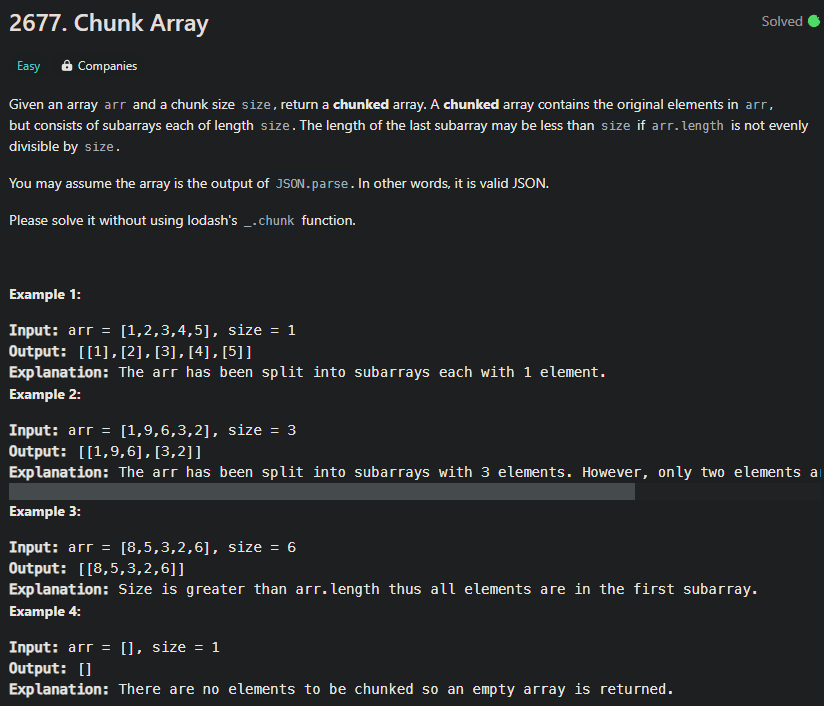 2677. Chunk Array
Solved
Easy
Companies
Given an array arr and a chunk size size, return a chunked array. A chunked array contains the original elements in arr,
but consists of subarrays each of length size. The length of the last subarray may be less than size if arr.length is not evenly
divisible by size.
You may assume the array is the output of JSON.parse. In other words, it is valid JSON.
Please solve it without using lodash's _.chunk function.
Example 1:
Input: arr = [1,2,3,4,5], size = 1
Output: [[1],[2],[3],[4],[5]]
Explanation: The arr has been split into subarrays each with 1 element.
Example 2:
Input: arr = [1,9,6,3,2], size = 3
Output: [[1,9,6],[3,2]]
Explanation: The arr has been split into subarrays with 3 elements. However, only two elements
Example 3:
Input: arr = [8,5,3,2,6], size = 6
Output: [[8,5,3,2,6]]
Explanation: Size is greater than arr.length thus all elements are in the first subarray.
Example 4:
Input: arr = [], size = 1
Output: []
Explanation: There are no elements to be chunked so an empty array is returned.